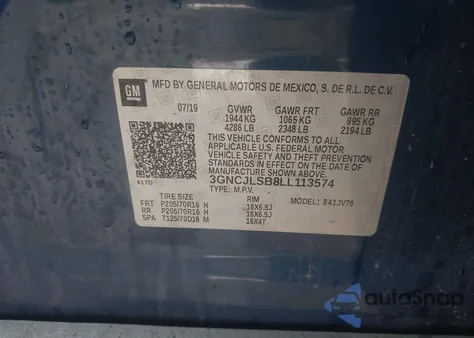 GM
MFD BY GENERAL MOTORS DE MEXICO, S. DE R.L. DE C.V.
07/19 GVWR GAWR FRT GAWR RR
1944 KG 1065 KG 995 KG
4286 LB 2348 LB 2194 LB
THIS VEHICLE CONFORMS TO ALL
APPLICABLE U.S. FEDERAL MOTOR
VEHICLE SAFETY, BUMPER, AND THEFT
PREVENTION STANDARDS IN EFFECT ON THE DATE OF
MANUFACTURE SHOWN ABOVE.
3GNCJLSB8LL113574
617D TYPE: M.P.V.
TIRE SIZE RIM MODEL: 841JV76
FRT P205/70R16 H 16X6.5J
RR P205/70R16 H 16X6.5J
SPA T125/70D16 M 16X4T
autoSnap